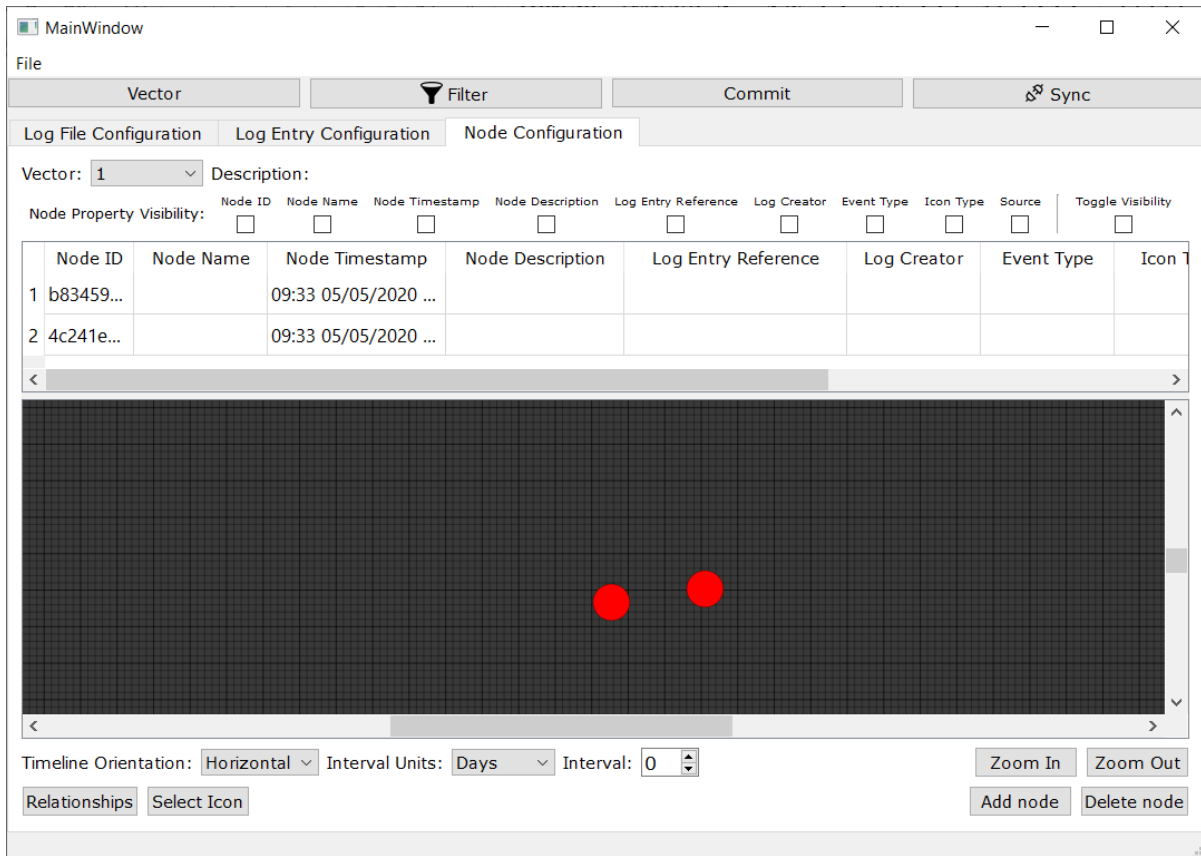 MainWindow
File
Vector Filter Commit Sync
Log File Configuration Log Entry Configuration Node Configuration
Vector: 1 Description:
Node Property Visibility: Node ID Node Name Node Timestamp Node Description Log Entry Reference Log Creator Event Type Icon Type Source Toggle Visibility
Node ID Node Name Node Timestamp Node Description Log Entry Reference Log Creator Event Type Icon T
1 b83459... 09:33 05/05/2020 ...
2 4c241e... 09:33 05/05/2020 ...
Timeline Orientation: Horizontal Interval Units: Days Interval: 0 Zoom In Zoom Out
Relationships Select Icon Add node Delete node